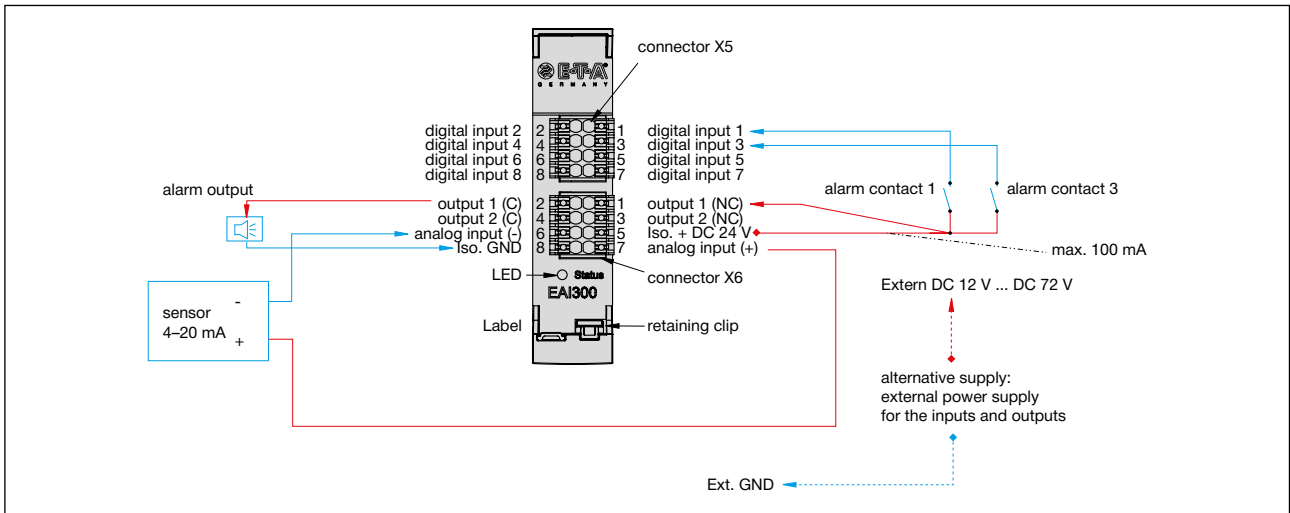 connector X5
E-T-A
GERMANY
digital input 2 2 1 digital input 1
digital input 4 4 3 digital input 3
digital input 6 6 5 digital input 5
digital input 8 8 7 digital input 7
alarm output
alarm contact 1
alarm contact 3
output 1 (C) 2 1 output 1 (NC)
output 2 (C) 4 3 output 2 (NC)
analog input (-) 6 5 Iso. + DC 24 V
Iso. GND 8 7 analog input (+)
max. 100 mA
LED
Status
connector X6
EAI300
Extern DC 12 V ... DC 72 V
sensor
4–20 mA
-
+
Label
retaining clip
alternative supply:
external power supply
for the inputs and outputs
Ext. GND